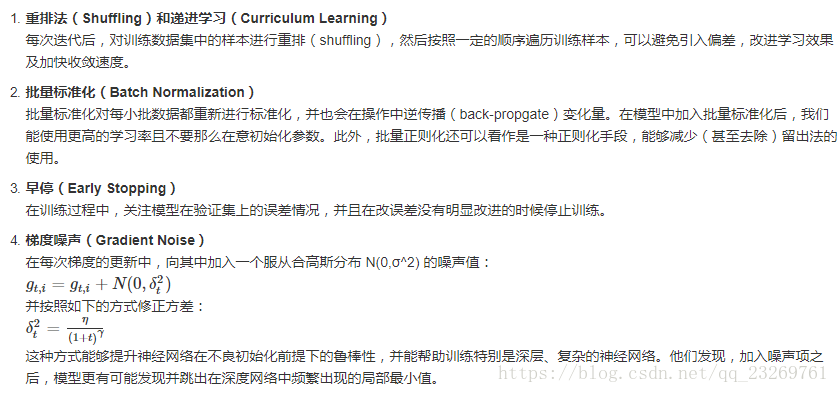 1. 重排法（Shuffling）和递进学习（Curriculum Learning）
每次迭代后，对训练数据集中的样本进行重排（shuffling），然后按照一定的顺序遍历训练样本，可以避免引入偏差，改进学习效果
及加快收敛速度。
2. 批量标准化（Batch Normalization）
批量标准化对每小批数据都重新进行标准化，并也会在操作中逆传播（back-propgate）变化量。在模型中加入批量标准化后，我们
能使用更高的学习率且不要那么在意初始化参数。此外，批量正则化还可以看作是一种正则化手段，能够减少（甚至去除）留出法的
使用。
3. 早停（Early Stopping）
在训练过程中，关注模型在验证集上的误差情况，并且在改误差没有明显改进的时候停止训练。
4. 梯度噪声（Gradient Noise）
在每次梯度的更新中，向其中加入一个服从合高斯分布 N(0,σ^2) 的噪声值：
g_{t,i} = g_{t,i} + N(0, δ_t^2)
并按照如下的方式修正方差：
δ_t^2 = \frac{η}{(1+t)^γ}
这种方式能够提升神经网络在不良初始化前提下的鲁棒性，并能帮助训练特别是深层、复杂的神经网络。他们发现，加入噪声项之
后，模型更有可能发现并跳出在深度网络中频繁出现的局部最小值。
https://blog.csdn.net/qq_23269761